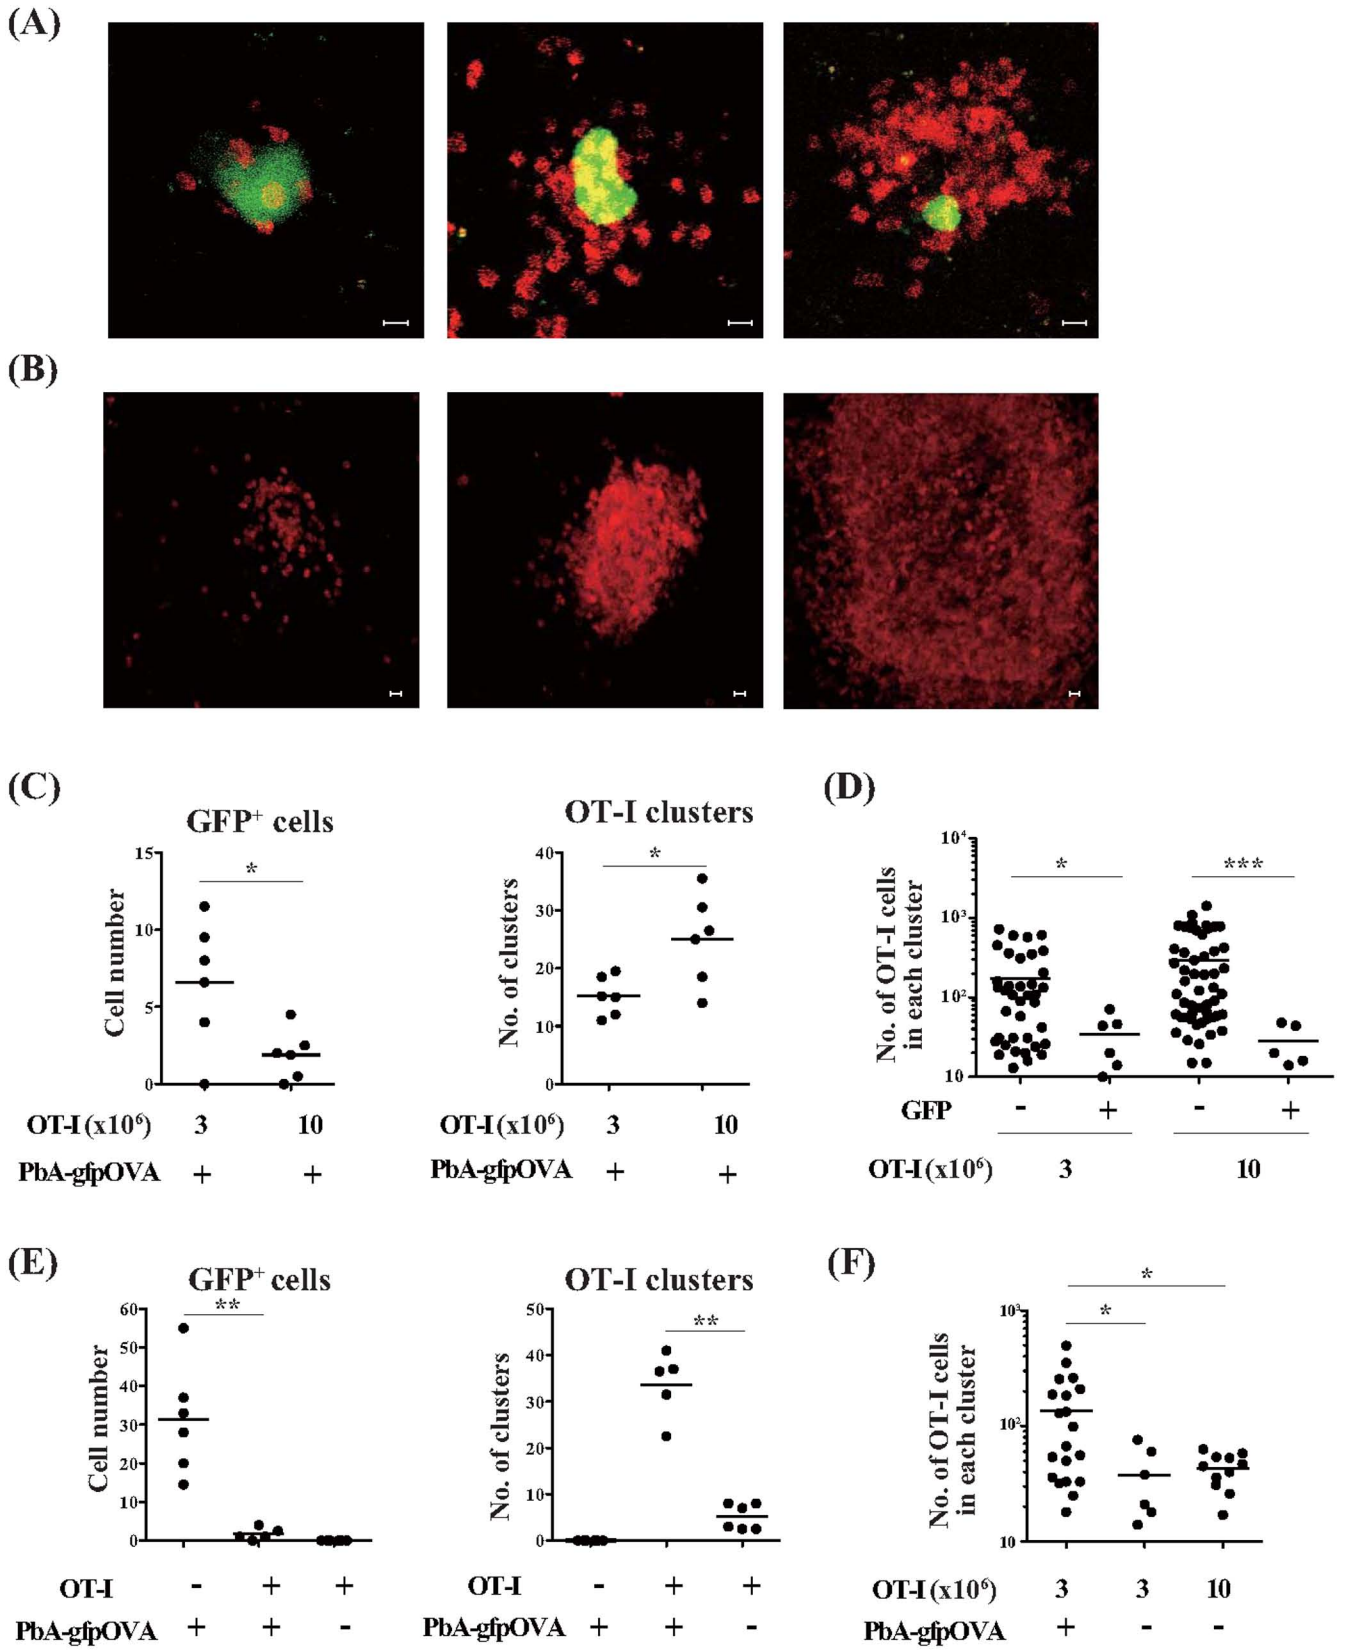 (A)
(B)
(C)
GFP+ cells
Cell number
15
10
5
0
*
OT-I (x10⁶) 3 10
PbA-gfpOVA + +
OT-I clusters
No. of clusters
40
30
20
10
0
*
OT-I (x10⁶) 3 10
PbA-gfpOVA + +
(D)
No. of OT-I cells
in each cluster
10⁴
10³
10²
10
* ***
GFP - + - +
OT-I (x10⁶) 3 10
(E)
GFP+ cells
Cell number
60
50
40
30
20
10
0
**
OT-I - + +
PbA-gfpOVA + + -
OT-I clusters
No. of clusters
50
40
30
20
10
0
**
OT-I - + +
PbA-gfpOVA + + -
(F)
No. of OT-I cells
in each cluster
10³
10²
10
*
*
OT-I (x10⁶) 3 3 10
PbA-gfpOVA + - -